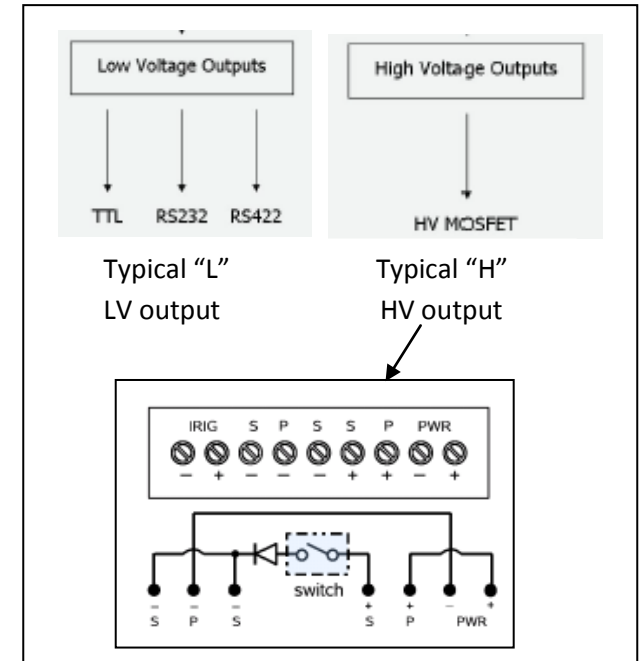 Low Voltage Outputs
High Voltage Outputs
TTL RS232 RS422
HV MOSFET
Typical “L”
LV output
Typical “H”
HV output
IRIG S P S S P PWR
− + − − − + + − +
switch
− − − + + − +
S P S S P PWR